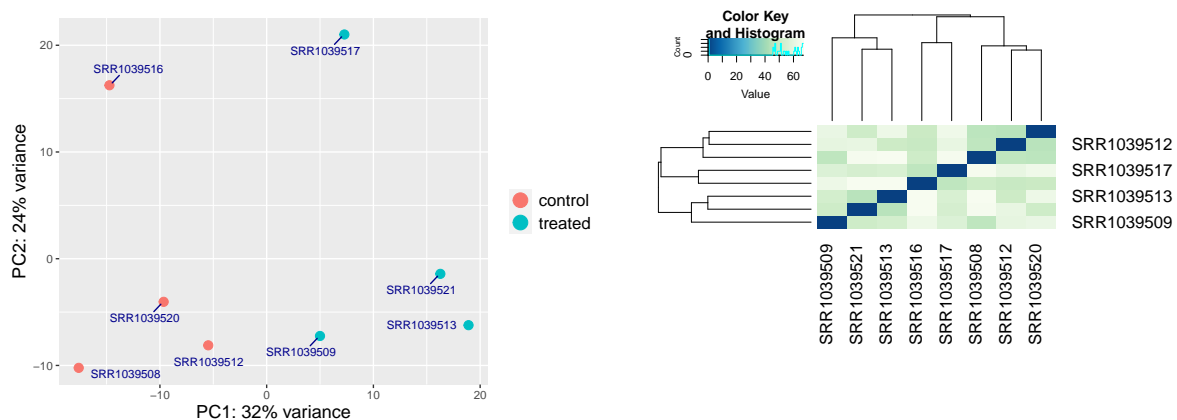 SRR1039517
SRR1039516
SRR1039521
SRR1039520
SRR1039513
SRR1039512
SRR1039509
SRR1039508
20
10
0
−10
−10
0
10
20
PC2: 24% variance
PC1: 32% variance
control
treated
Color Key
and Histogram
Count
0
0 20 40 60
Value
SRR1039512
SRR1039517
SRR1039513
SRR1039509
SRR1039509
SRR1039521
SRR1039513
SRR1039516
SRR1039517
SRR1039508
SRR1039512
SRR1039520